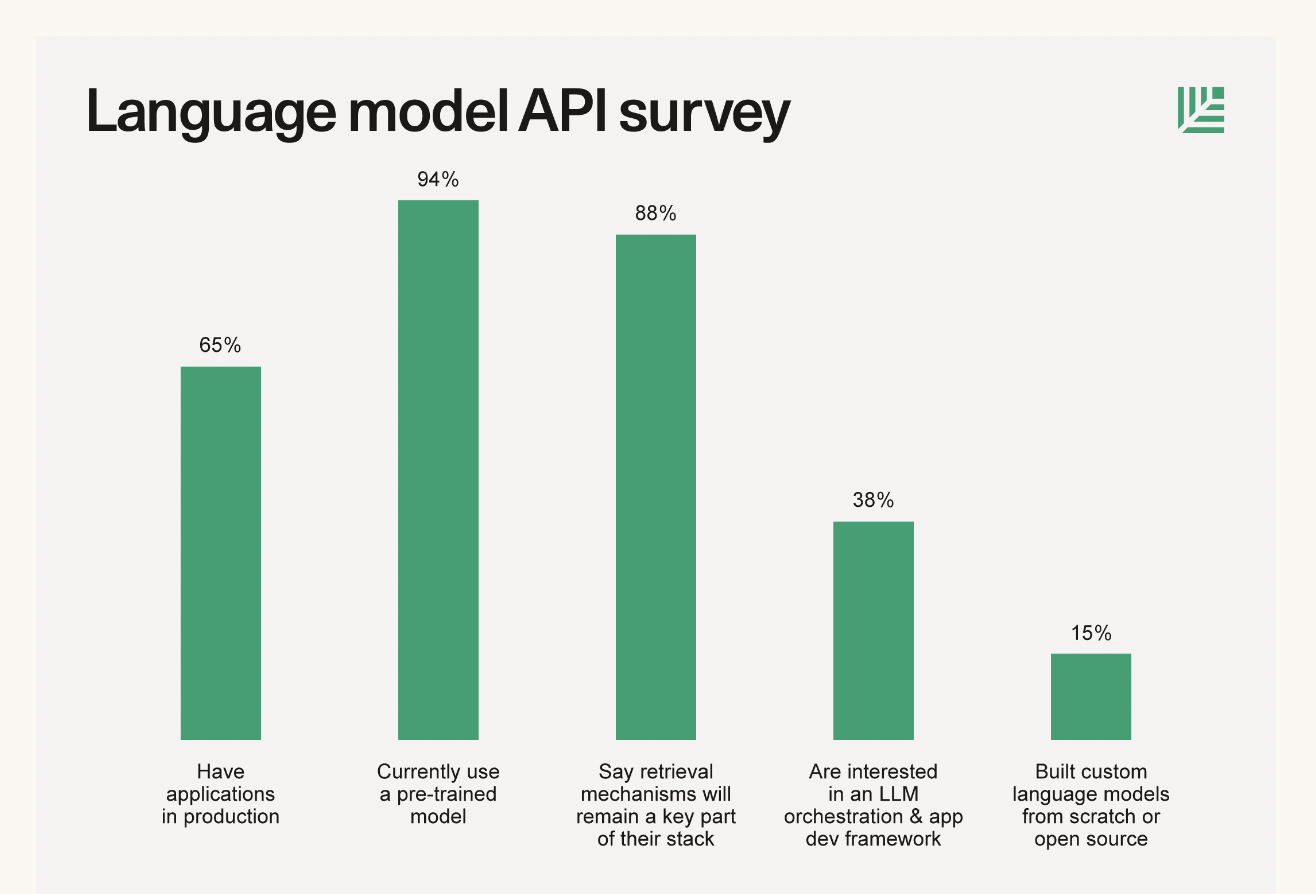 Language model API survey
94%
88%
65%
38%
15%
Have
applications
in production
Currently use
a pre-trained
model
Say retrieval
mechanisms will
remain a key part
of their stack
Are interested
in an LLM
orchestration & app
dev framework
Built custom
language models
from scratch or
open source